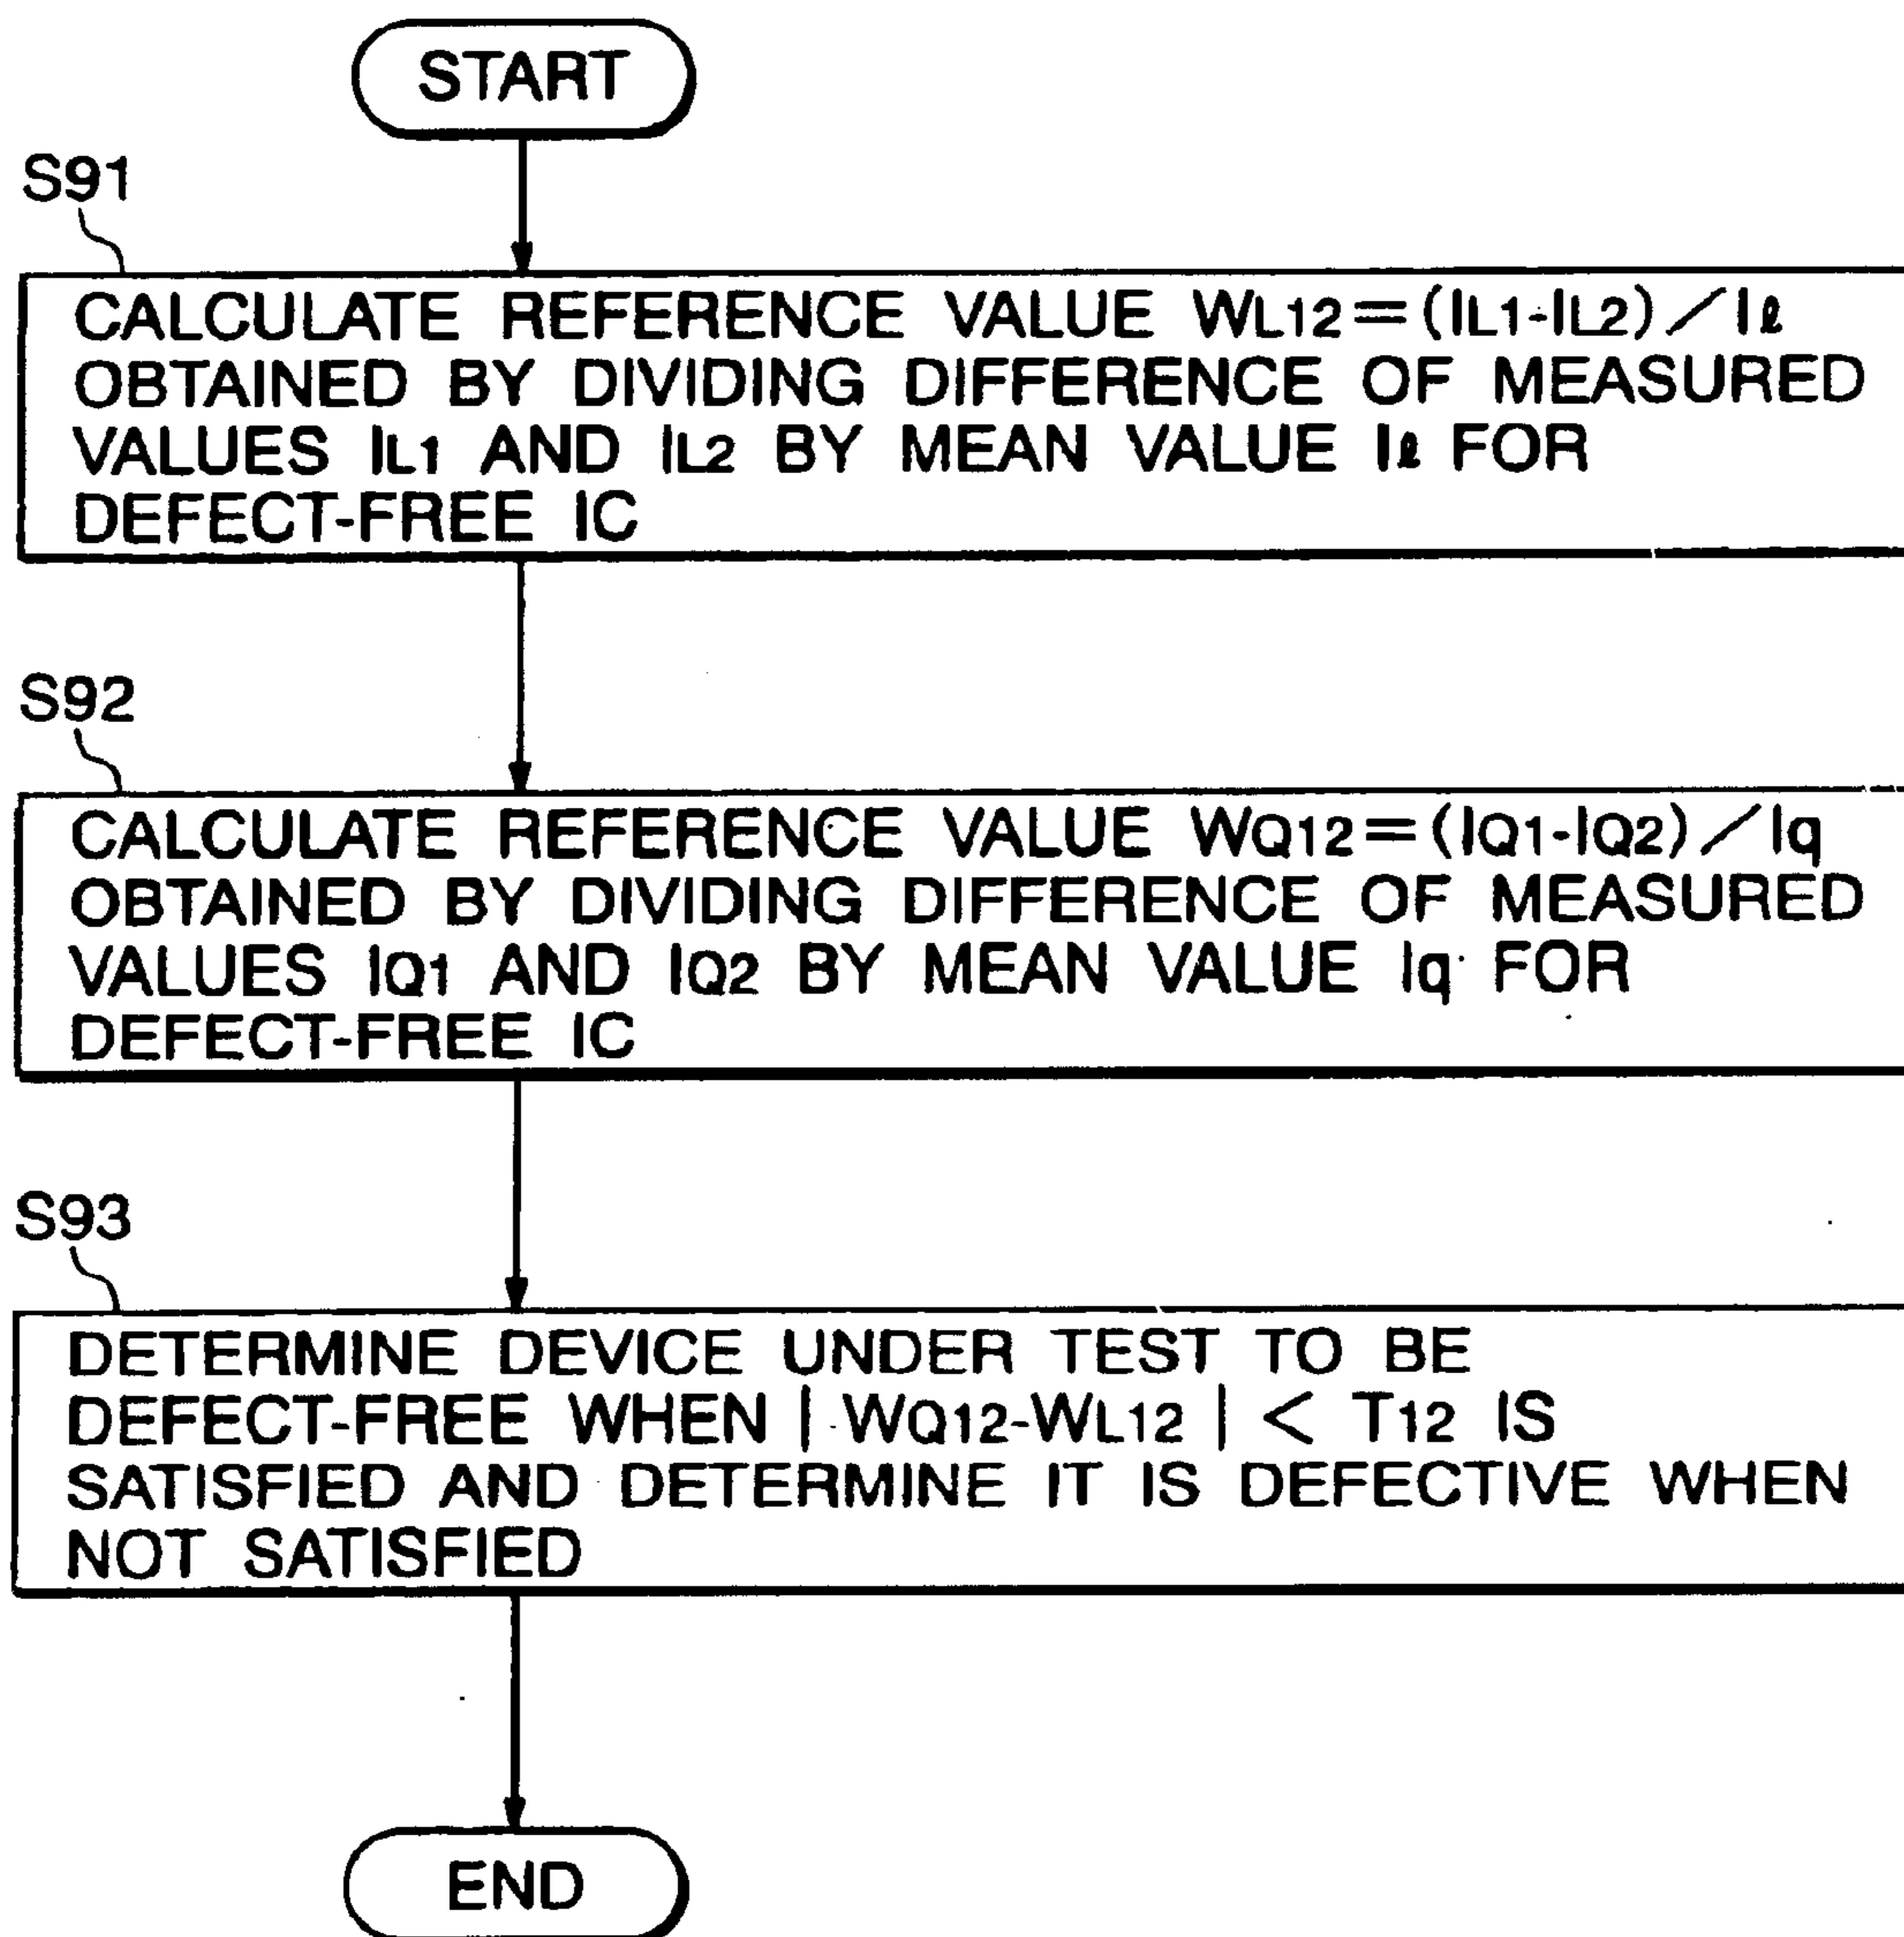 START
S91
CALCULATE REFERENCE VALUE WL12=(IL1-IL2)/Iℓ
OBTAINED BY DIVIDING DIFFERENCE OF MEASURED
VALUES IL1 AND IL2 BY MEAN VALUE Iℓ FOR
DEFECT-FREE IC
S92
CALCULATE REFERENCE VALUE WQ12=(IQ1-IQ2)/Iq
OBTAINED BY DIVIDING DIFFERENCE OF MEASURED
VALUES IQ1 AND IQ2 BY MEAN VALUE Iq FOR
DEFECT-FREE IC
S93
DETERMINE DEVICE UNDER TEST TO BE
DEFECT-FREE WHEN | WQ12-WL12 | < T12 IS
SATISFIED AND DETERMINE IT IS DEFECTIVE WHEN
NOT SATISFIED
END